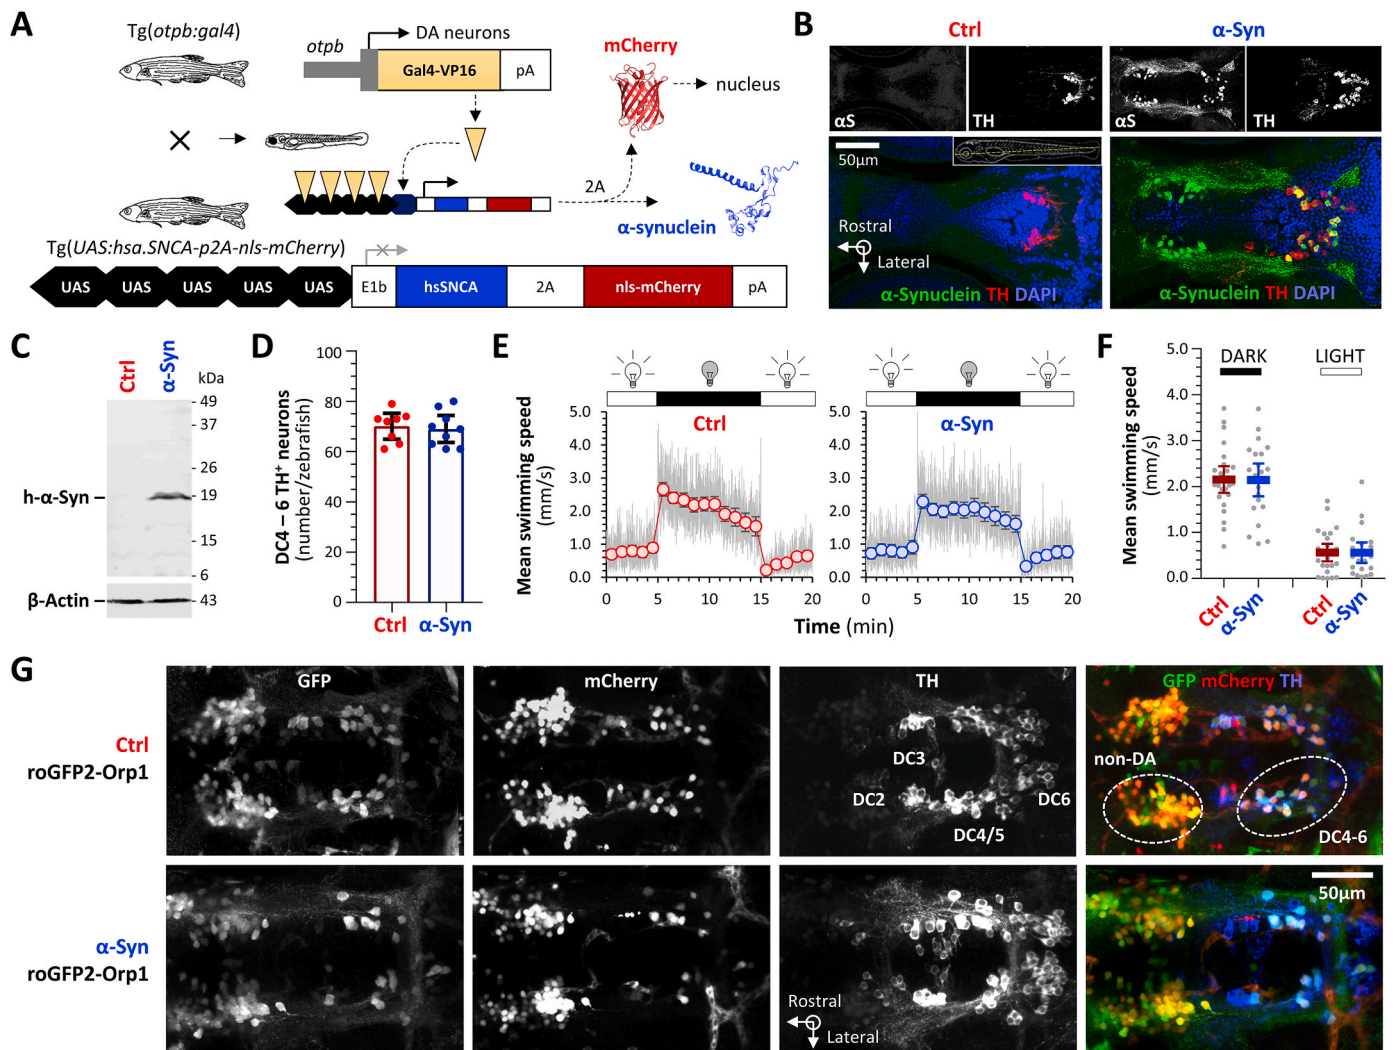 A
Tg(otpb:gal4)
otpb
DA neurons
Gal4-VP16
pA
mCherry
nucleus
2A
α-synuclein
Tg(UAS:hsa.SNCA-p2A-nls-mCherry)
UAS UAS UAS UAS UAS E1b hsSNCA 2A nls-mCherry pA
B
Ctrl
α-Syn
αS
TH
αS
TH
50µm
Rostral
Lateral
α-Synuclein TH DAPI
α-Synuclein TH DAPI
C
Ctrl
α-Syn
kDa
49
37
26
19
15
6
43
h-α-Syn
β-Actin
D
DC4 – 6 TH+ neurons
(number/zebrafish)
100
80
60
40
20
0
Ctrl
α-Syn
E
Mean swimming speed
(mm/s)
5.0
4.0
3.0
2.0
1.0
0.0
Ctrl
0 5 10 15 20
5.0
4.0
3.0
2.0
1.0
0.0
α-Syn
0 5 10 15 20
Time (min)
F
Mean swimming speed
(mm/s)
DARK
LIGHT
5.0
4.0
3.0
2.0
1.0
0.0
Ctrl
α-Syn
Ctrl
α-Syn
G
GFP
mCherry
TH
GFP mCherry TH
Ctrl
roGFP2-Orp1
DC3
DC2
DC6
DC4/5
non-DA
DC4-6
50µm
α-Syn
roGFP2-Orp1
Rostral
Lateral